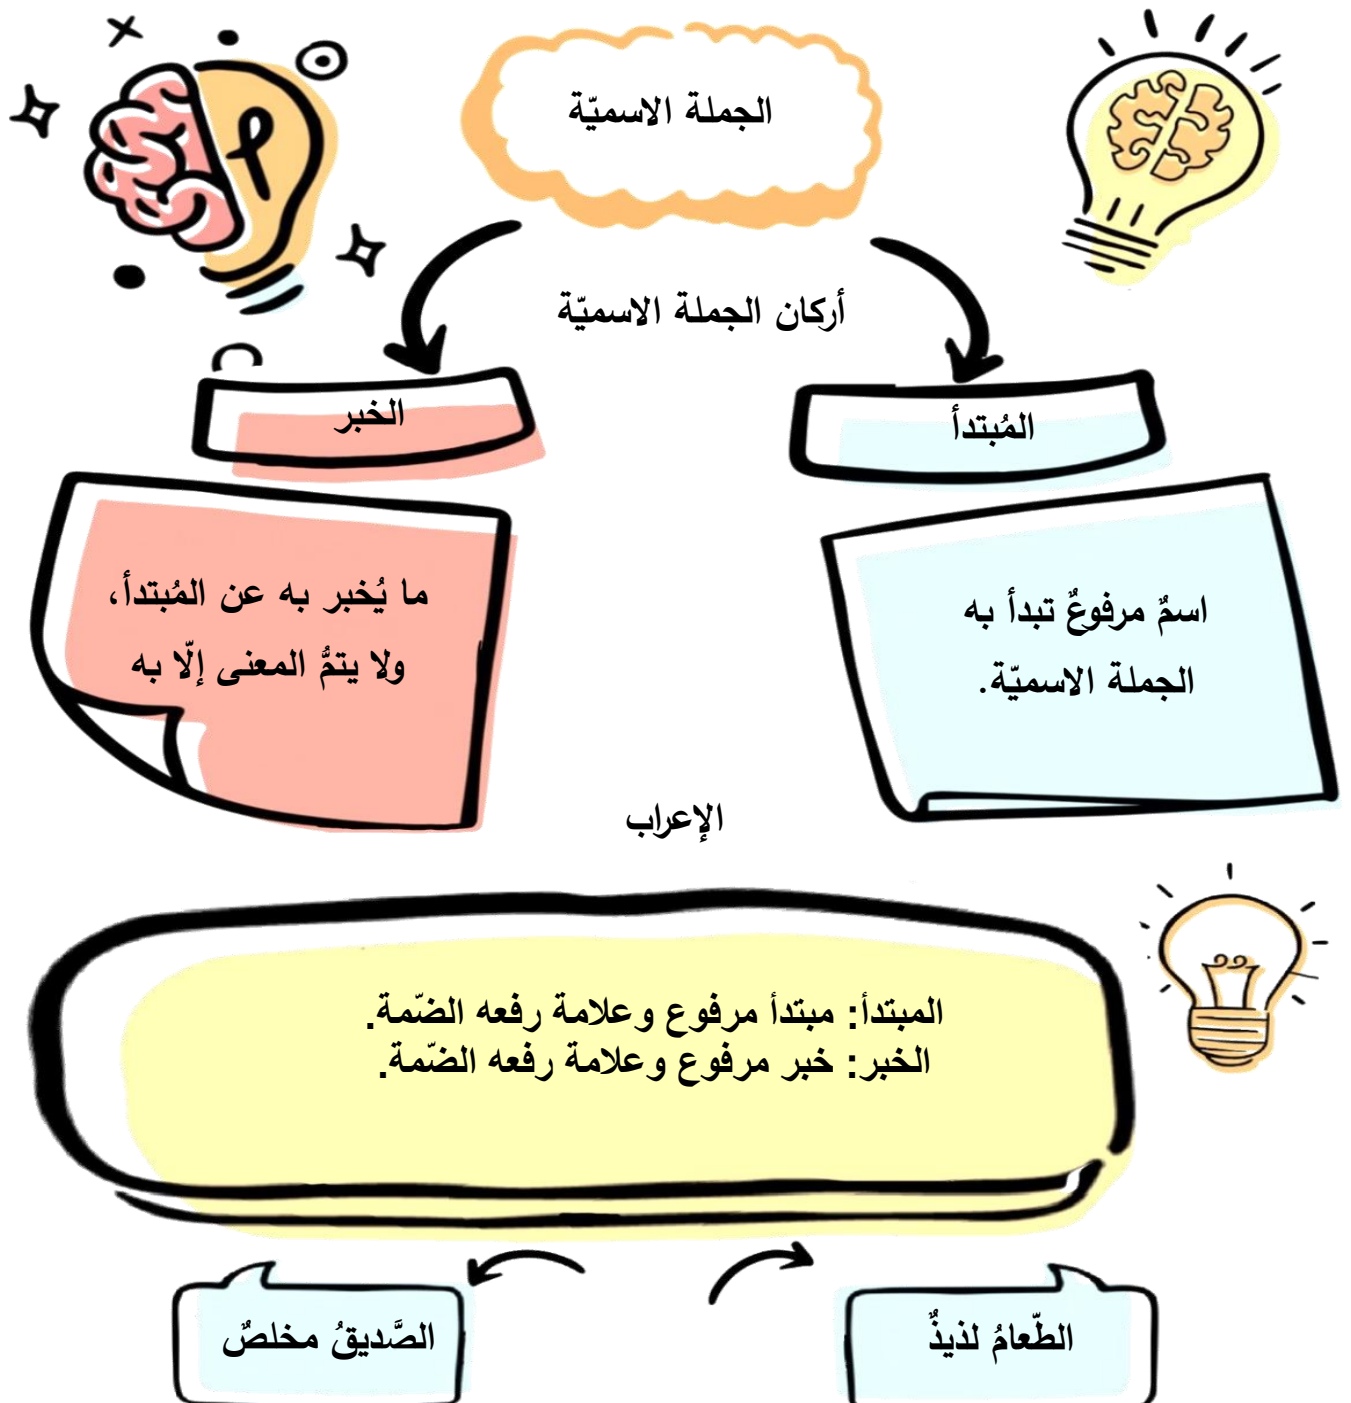 الجملة الاسميّة
أركان الجملة الاسميّة
المُبتدأ
الخبر
اسمٌ مرفوعٌ تبدأ به
الجملة الاسميّة.
ما يُخبر به عن المُبتدأ،
ولا يتمُّ المعنى إلّا به
الإعراب
المبتدأ: مبتدأ مرفوع وعلامة رفعه الضّمة.
الخبر: خبر مرفوع وعلامة رفعه الضّمة.
الطّعامُ لذيذٌ
الصَّديقُ مخلصٌ